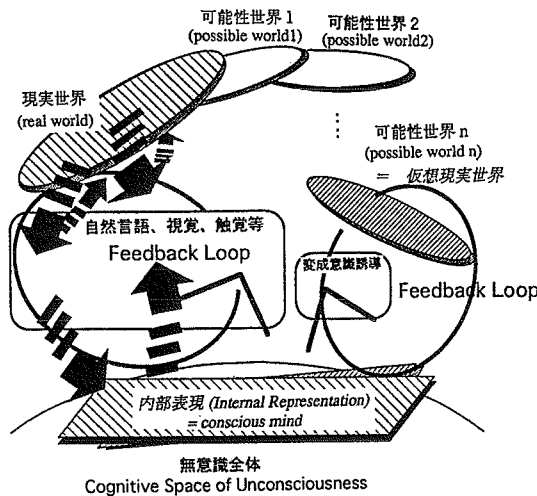 可能性世界1
(possible world1)
可能性世界2
(possible world2)
現実世界
(real world)
可能性世界n
(possible world n)
= 仮想現実世界
自然言語、視覚、触覚等
Feedback Loop
変成意識誘導
Feedback Loop
内部表現 (Internal Representation)
= conscious mind
無意識全体
Cognitive Space of Unconsciousness